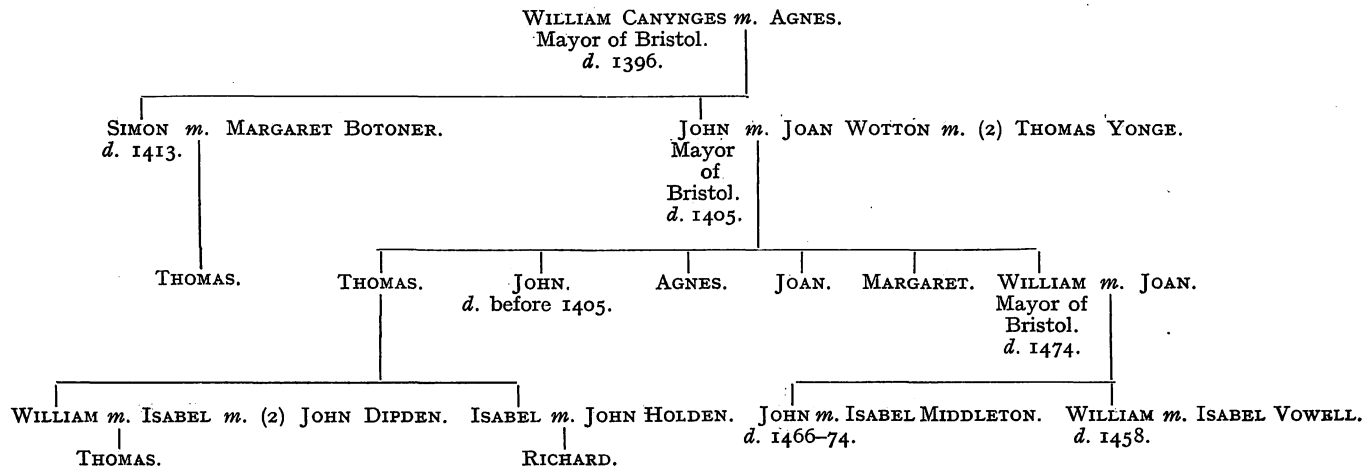 WILLIAM CANYNGES m. AGNES.
Mayor of Bristol.
d. 1396.
SIMON m. MARGARET BOTONER.
d. 1413.
JOHN m. JOAN WOTTON m. (2) THOMAS YONGE.
Mayor
of
Bristol.
d. 1405.
THOMAS.
THOMAS.
JOHN.
d. before 1405.
AGNES.
JOAN.
MARGARET.
WILLIAM m. JOAN.
Mayor of
Bristol.
d. 1474.
WILLIAM m. ISABEL m. (2) JOHN DIPDEN.
ISABEL m. JOHN HOLDEN.
JOHN m. ISABEL MIDDLETON.
d. 1466-74.
WILLIAM m. ISABEL VOWELL.
d. 1458.
THOMAS.
RICHARD.